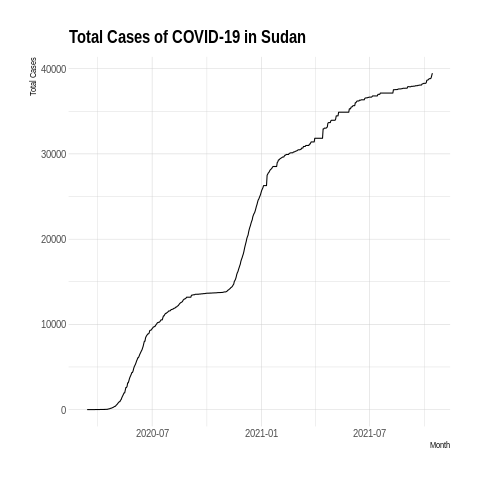 Total Cases of COVID-19 in Sudan
Total Cases
40000
30000
20000
10000
0
2020-07 2021-01 2021-07
Month